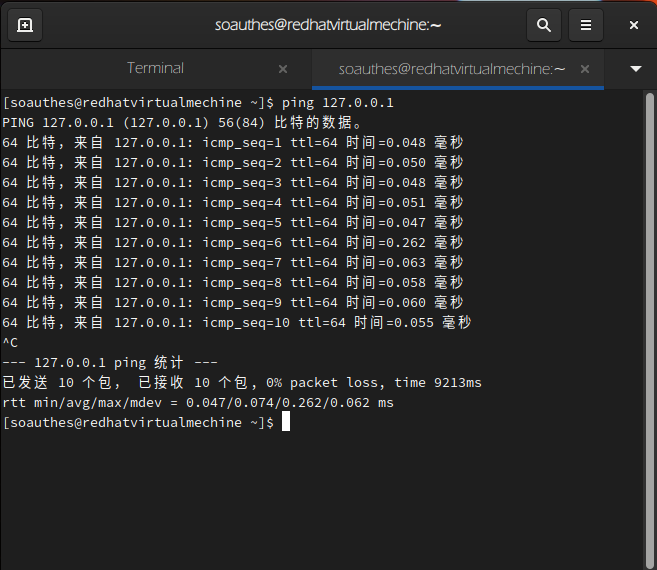 soauthes@redhatvirtualmechine:~
Terminal
soauthes@redhatvirtualmechine:~
[soauthes@redhatvirtualmechine ~]$ ping 127.0.0.1
PING 127.0.0.1 (127.0.0.1) 56(84) 比特的数据。
64 比特，来自 127.0.0.1: icmp_seq=1 ttl=64 时间=0.048 毫秒
64 比特，来自 127.0.0.1: icmp_seq=2 ttl=64 时间=0.050 毫秒
64 比特，来自 127.0.0.1: icmp_seq=3 ttl=64 时间=0.048 毫秒
64 比特，来自 127.0.0.1: icmp_seq=4 ttl=64 时间=0.051 毫秒
64 比特，来自 127.0.0.1: icmp_seq=5 ttl=64 时间=0.047 毫秒
64 比特，来自 127.0.0.1: icmp_seq=6 ttl=64 时间=0.262 毫秒
64 比特，来自 127.0.0.1: icmp_seq=7 ttl=64 时间=0.063 毫秒
64 比特，来自 127.0.0.1: icmp_seq=8 ttl=64 时间=0.058 毫秒
64 比特，来自 127.0.0.1: icmp_seq=9 ttl=64 时间=0.060 毫秒
64 比特，来自 127.0.0.1: icmp_seq=10 ttl=64 时间=0.055 毫秒
^C
--- 127.0.0.1 ping 统计 ---
已发送 10 个包， 已接收 10 个包, 0% packet loss, time 9213ms
rtt min/avg/max/mdev = 0.047/0.074/0.262/0.062 ms
[soauthes@redhatvirtualmechine ~]$